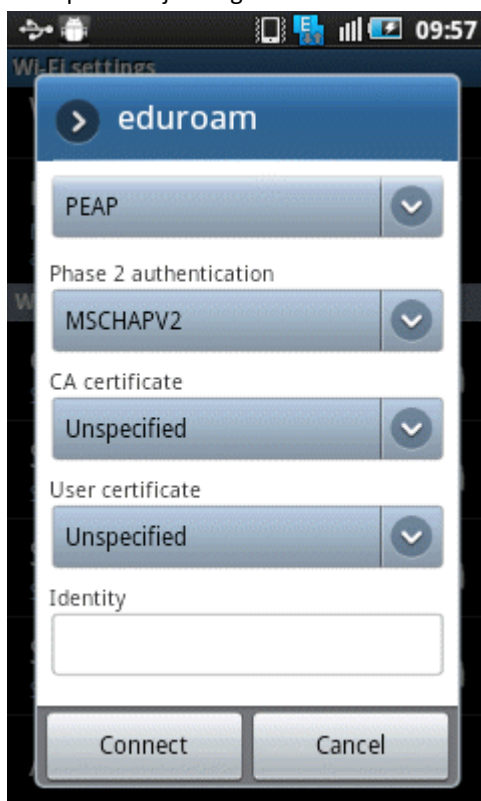 09:57
Wi-Fi settings
eduroam
PEAP
Phase 2 authentication
MSCHAPV2
CA certificate
Unspecified
User certificate
Unspecified
Identity
Connect
Cancel